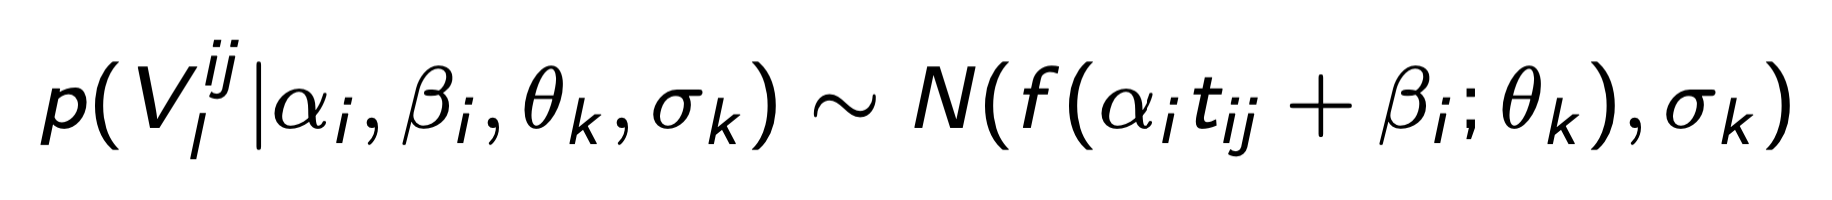 p(V_l^{ij}|α_i, β_i, θ_k, σ_k) ∼ N(f(α_i t_{ij} + β_i; θ_k), σ_k)